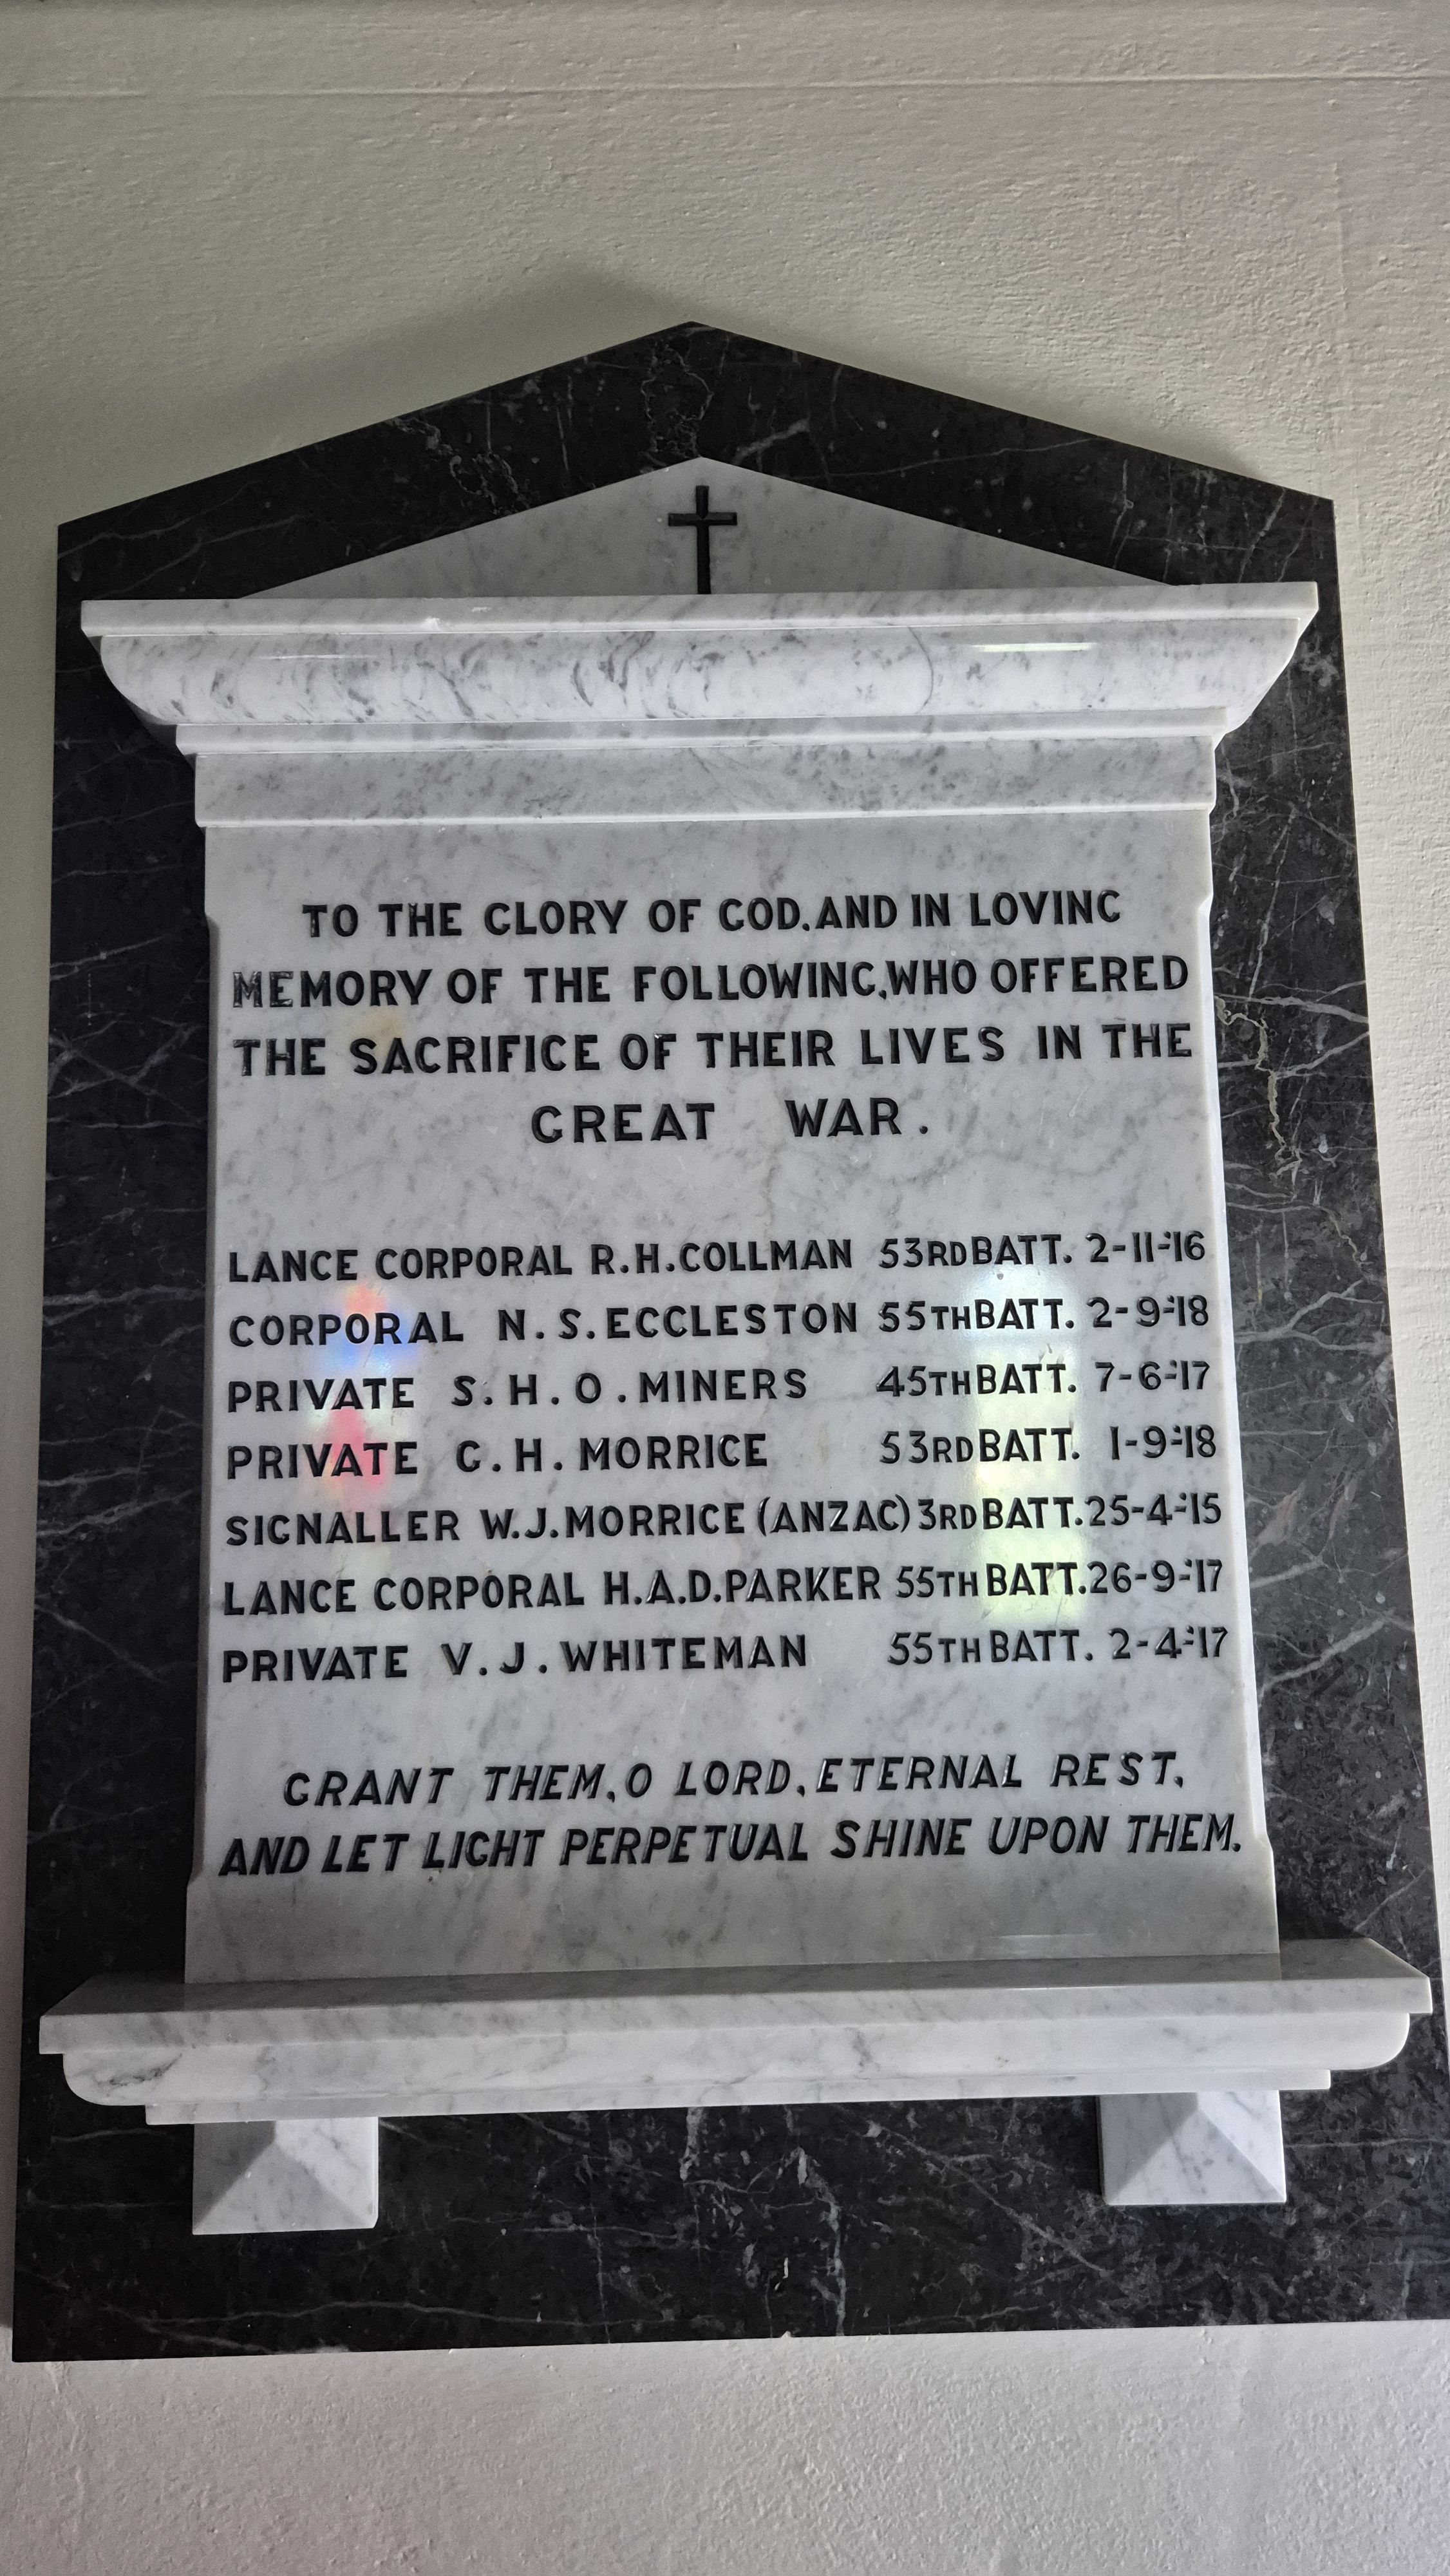 TO THE GLORY OF GOD, AND IN LOVING
MEMORY OF THE FOLLOWING, WHO OFFERED
THE SACRIFICE OF THEIR LIVES IN THE
GREAT WAR.
LANCE CORPORAL R.H.COLLMAN 53RD BATT. 2-11-'16
CORPORAL N.S.ECCLESTON 55TH BATT. 2-9-'18
PRIVATE S.H.O.MINERS 45TH BATT. 7-6-'17
PRIVATE G.H.MORRICE 53RD BATT. 1-9-'18
SIGNALLER W.J.MORRICE (ANZAC) 3RD BATT. 25-4-'15
LANCE CORPORAL H.A.D.PARKER 55TH BATT. 26-9-'17
PRIVATE V.J.WHITEMAN 55TH BATT. 2-4-'17
GRANT THEM, O LORD, ETERNAL REST,
AND LET LIGHT PERPETUAL SHINE UPON THEM.